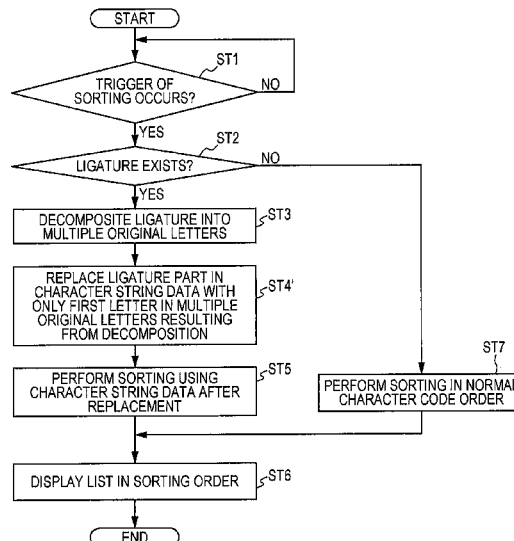 START
ST1
TRIGGER OF
SORTING OCCURS?
NO
YES
ST2
LIGATURE EXISTS?
NO
YES
DECOMPOSITE LIGATURE INTO
MULTIPLE ORIGINAL LETTERS
ST3
REPLACE LIGATURE PART IN
CHARACTER STRING DATA WITH
ONLY FIRST LETTER IN MULTIPLE
ORIGINAL LETTERS RESULTING
FROM DECOMPOSITION
ST4'
PERFORM SORTING USING
CHARACTER STRING DATA AFTER
REPLACEMENT
ST5
ST7
PERFORM SORTING IN NORMAL
CHARACTER CODE ORDER
DISPLAY LIST IN SORTING ORDER
ST6
END